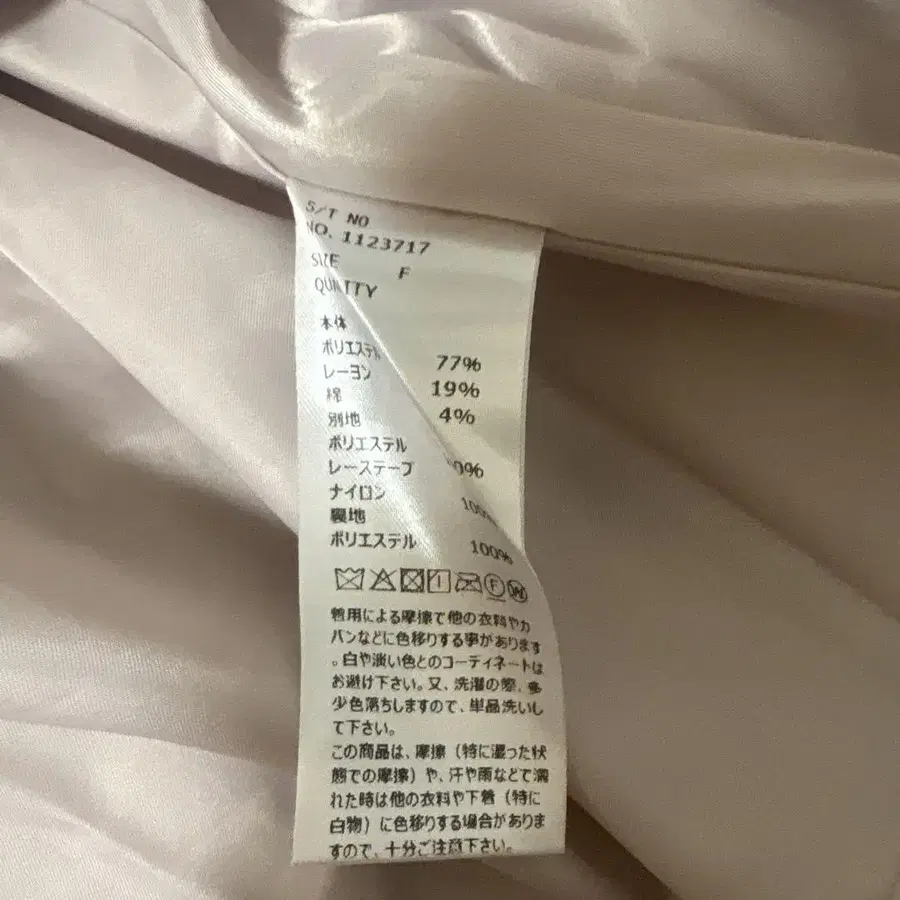 S/T NO
NO. 1123717
SIZE F
QUNTTY
本体
ポリエステル 77%
レーヨン 19%
綿 4%
別地
ポリエステル 0%
レーステープ
ナイロン 100%
裏地
ポリエステル 100%
着用による摩擦で他の衣料やカ
バンなどに色移りする事があります
。白や淡い色とのコーディネートは
お避け下さい。又、洗濯の際、多
少色落ちしますので、単品洗いし
て下さい。
この商品は、摩擦（特に湿った状
態での摩擦）や、汗や雨などで濡
れた時は他の衣料や下着（特に
白物）に色移りする場合がありま
すので、十分ご注意下さい。